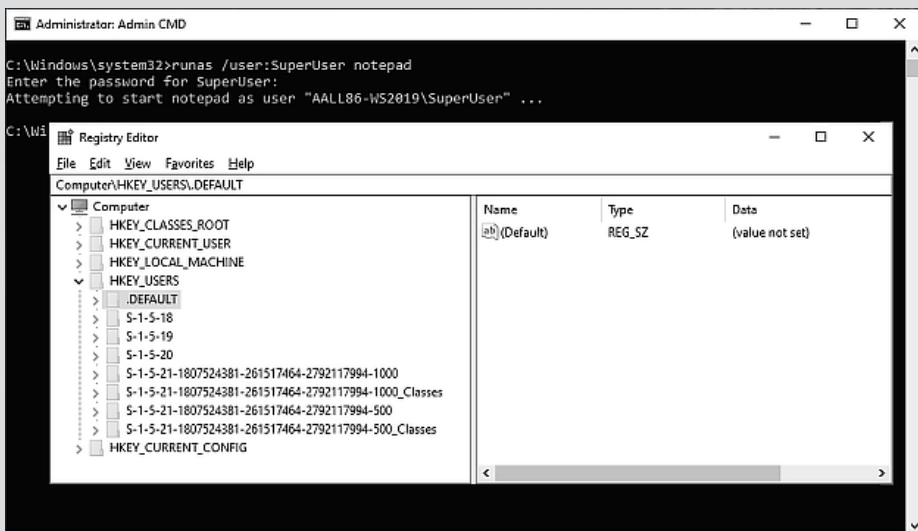 Administrator: Admin CMD
C:\Windows\system32>runas /user:SuperUser notepad
Enter the password for SuperUser:
Attempting to start notepad as user "AALL86-WS2019\SuperUser" ...
C:\Wi
Registry Editor
File Edit View Favorites Help
Computer\HKEY_USERS\.DEFAULT
Computer
HKEY_CLASSES_ROOT
HKEY_CURRENT_USER
HKEY_LOCAL_MACHINE
HKEY_USERS
.DEFAULT
S-1-5-18
S-1-5-19
S-1-5-20
S-1-5-21-1807524381-261517464-2792117994-1000
S-1-5-21-1807524381-261517464-2792117994-1000_Classes
S-1-5-21-1807524381-261517464-2792117994-500
S-1-5-21-1807524381-261517464-2792117994-500_Classes
HKEY_CURRENT_CONFIG
Name Type Data
ab (Default) REG_SZ (value not set)